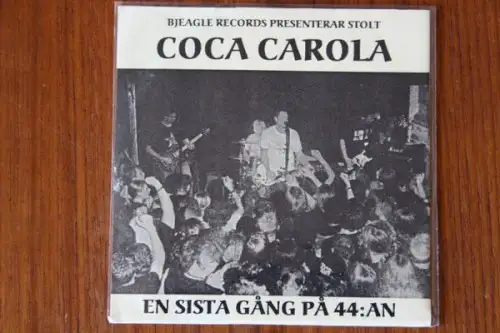 BJEAGLE RECORDS PRESENTERAR STOLT
COCA CAROLA
EN SISTA GÅNG PÅ 44:AN